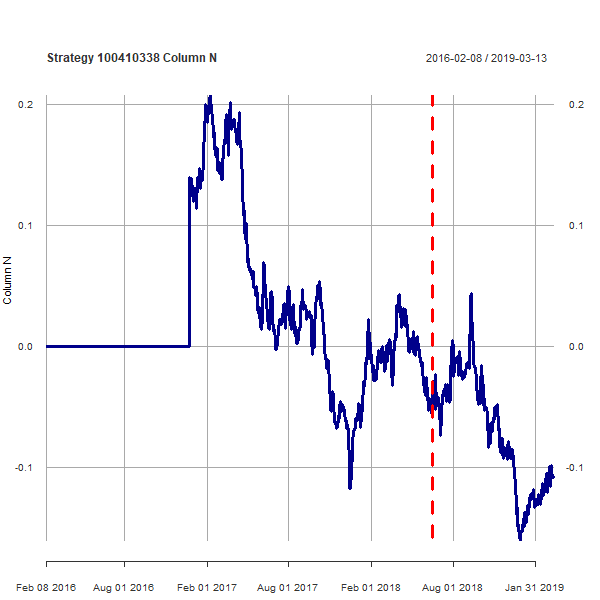 Strategy 100410338 Column N 2016-02-08 / 2019-03-13
0.2 0.2
0.1 0.1
0.0 0.0
-0.1 -0.1
Column N
Feb 08 2016 Aug 01 2016 Feb 01 2017 Aug 01 2017 Feb 01 2018 Aug 01 2018 Jan 31 2019